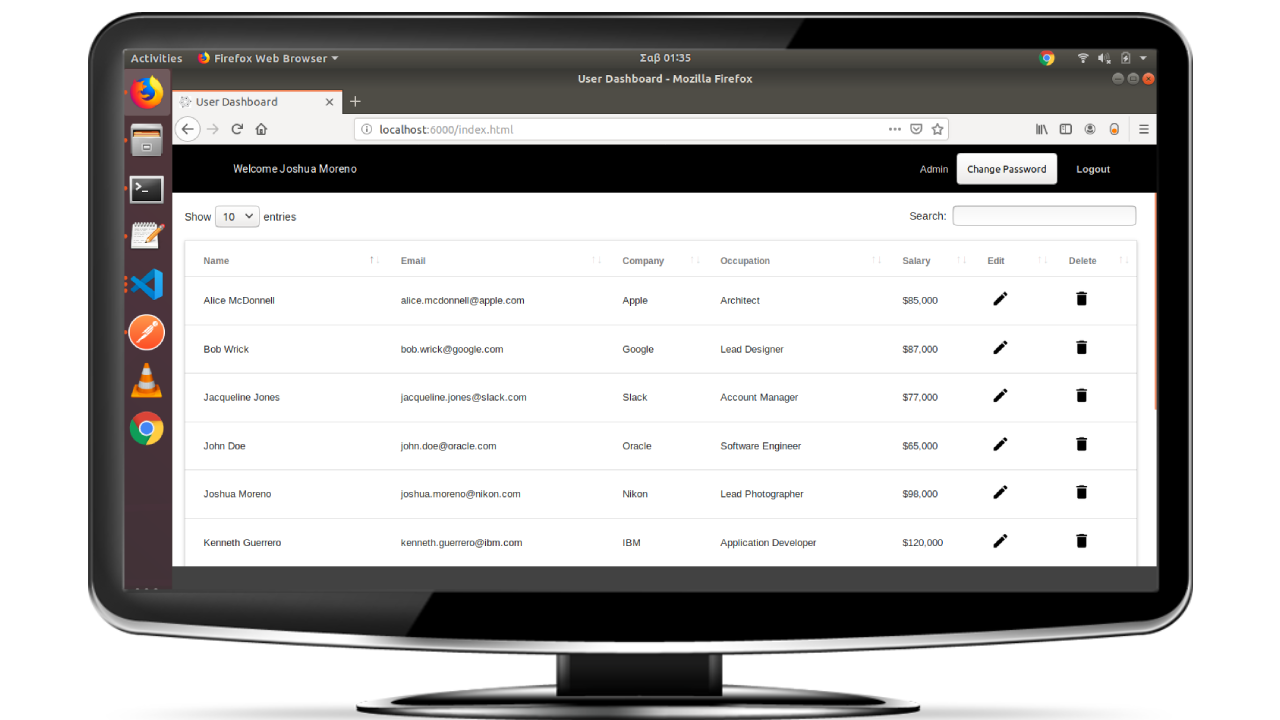 Activities Firefox Web Browser Σαβ 01:35
User Dashboard - Mozilla Firefox
User Dashboard
localhost:6000/index.html
Welcome Joshua Moreno Admin Change Password Logout
Show 10 entries Search:
Name Email Company Occupation Salary Edit Delete
Alice McDonnell alice.mcdonnell@apple.com Apple Architect $85,000
Bob Wrick bob.wrick@google.com Google Lead Designer $87,000
Jacqueline Jones jacqueline.jones@slack.com Slack Account Manager $77,000
John Doe john.doe@oracle.com Oracle Software Engineer $65,000
Joshua Moreno joshua.moreno@nikon.com Nikon Lead Photographer $98,000
Kenneth Guerrero kenneth.guerrero@ibm.com IBM Application Developer $120,000